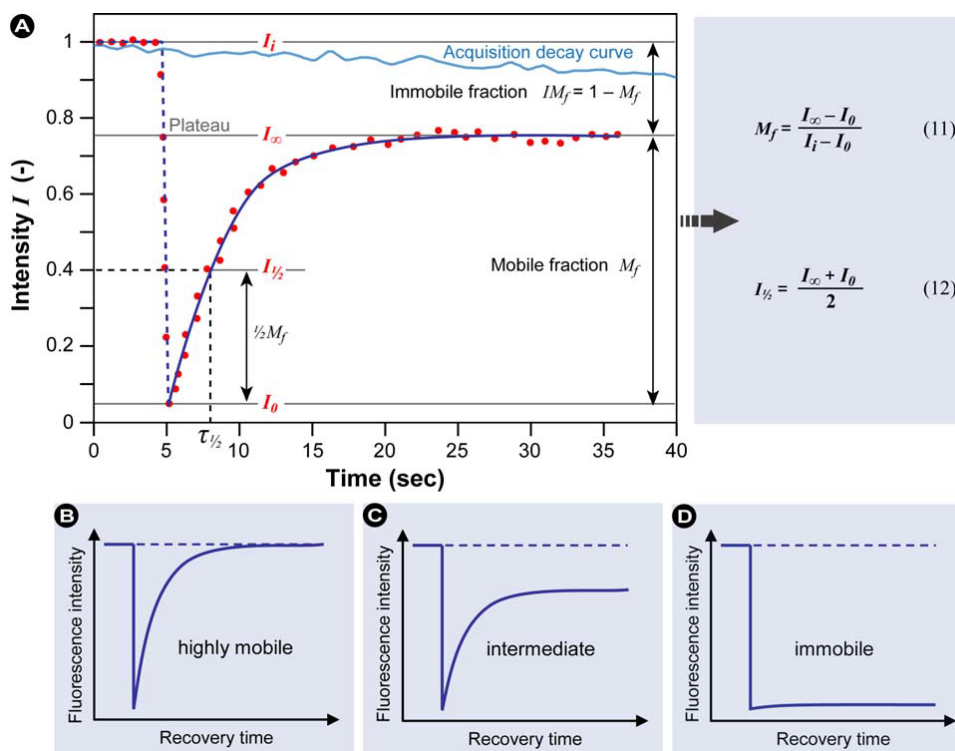 A
Intensity I (-)
1
0.8
0.6
0.4
0.2
0
I_i
Acquisition decay curve
Immobile fraction IM_f = 1 – M_f
Plateau
I_∞
Mobile fraction M_f
I_½
½M_f
I_0
0 5 τ_½ 10 15 20 25 30 35 40
Time (sec)
M_f = (I_∞ – I_0) / (I_i – I_0) (11)
I_½ = (I_∞ + I_0) / 2 (12)
B
Fluorescence intensity
highly mobile
Recovery time
C
Fluorescence intensity
intermediate
Recovery time
D
Fluorescence intensity
immobile
Recovery time